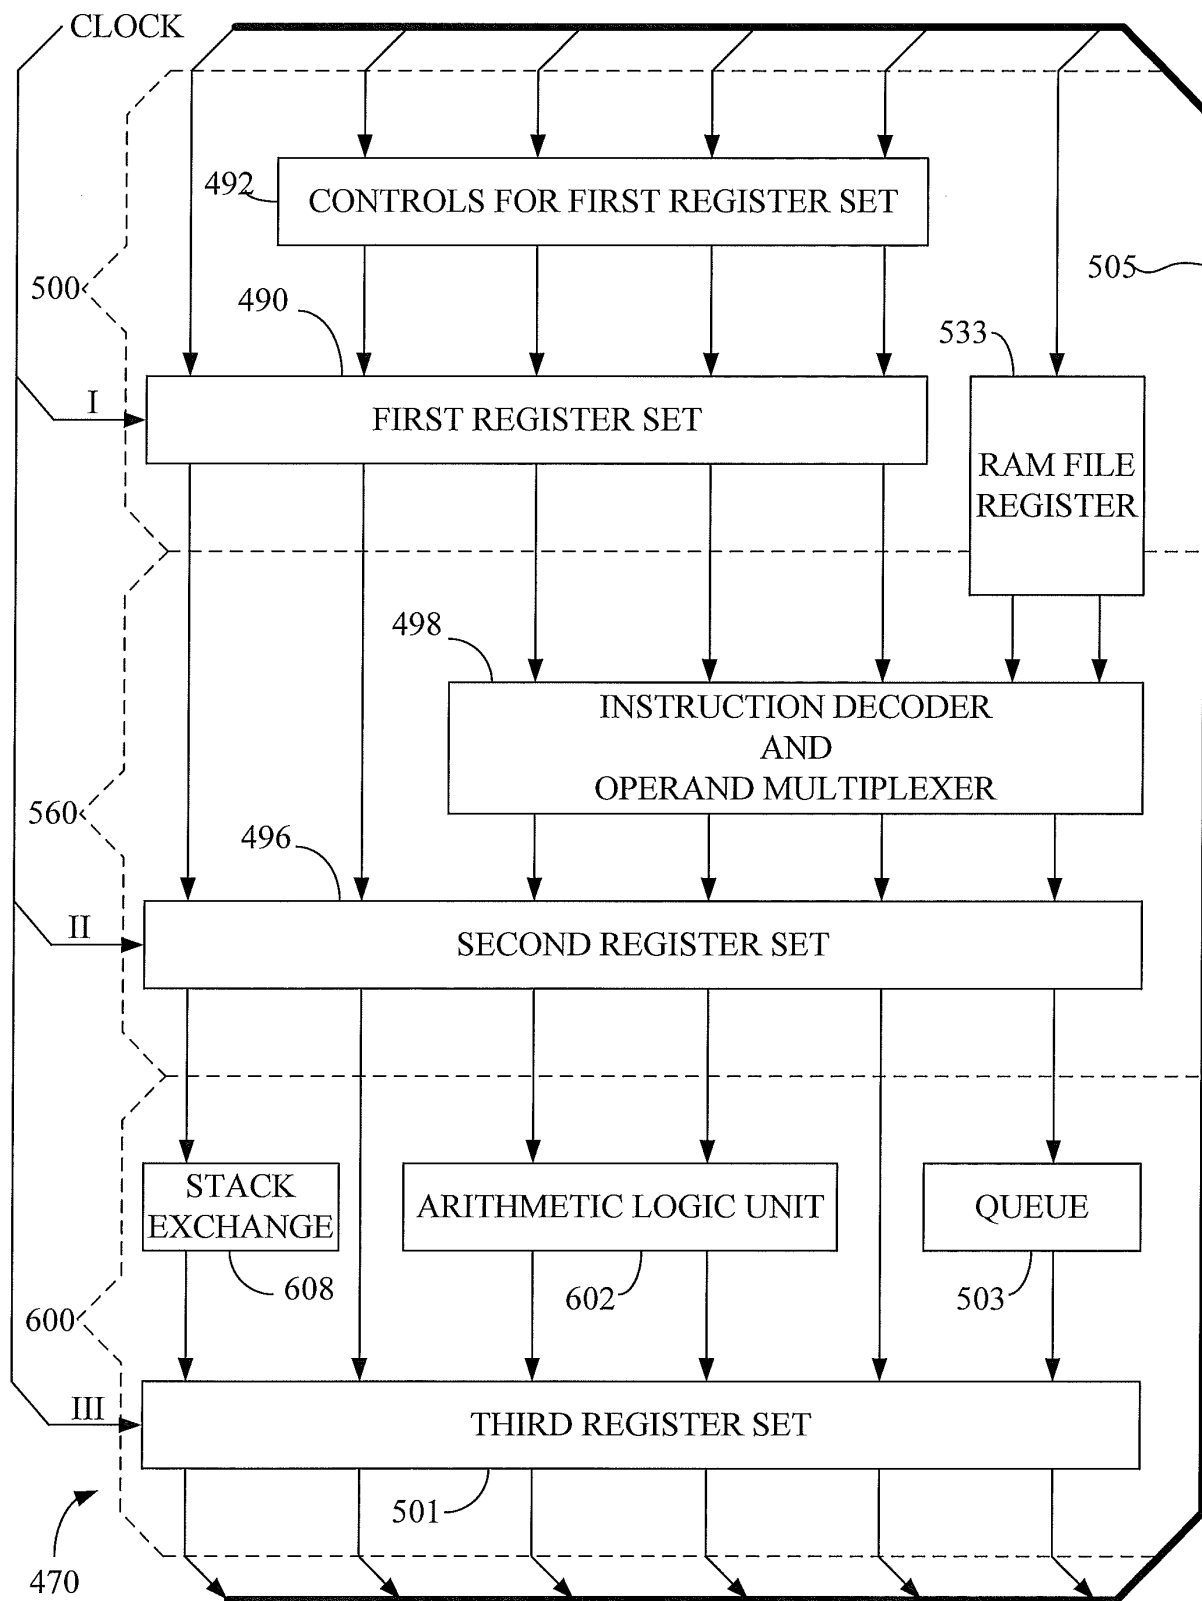 CLOCK
492
CONTROLS FOR FIRST REGISTER SET
500
505
490
533
I
FIRST REGISTER SET
RAM FILE
REGISTER
498
INSTRUCTION DECODER
AND
OPERAND MULTIPLEXER
560
496
II
SECOND REGISTER SET
STACK
EXCHANGE
ARITHMETIC LOGIC UNIT
QUEUE
608
602
503
600
III
THIRD REGISTER SET
501
470